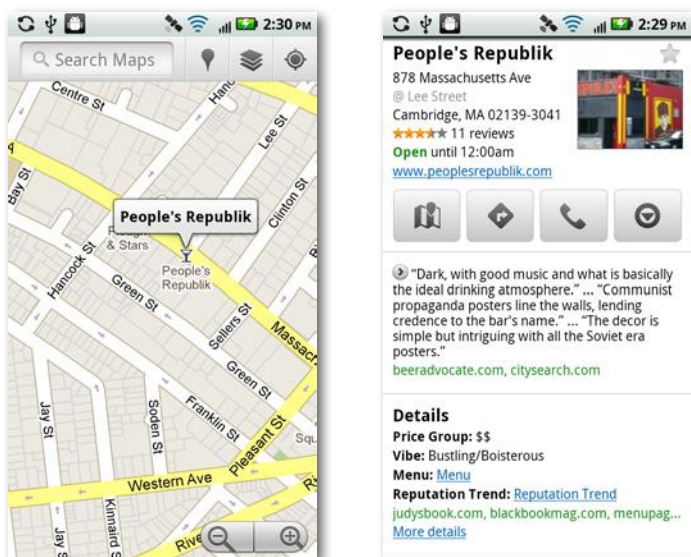 2:30 PM
Search Maps
Centre St
Hanc
Lee St
Bay St
Clinton St
People's Republik
& Stars
People's
Republik
Hancock St
Green St
Sellers St
Massach
Green St
Franklin St
Jay St
Soden St
Pleasant St
Squ
Western Ave
Kinnaird St
Jay S
Rive
2:29 PM
People's Republik
878 Massachusetts Ave
@ Lee Street
Cambridge, MA 02139-3041
11 reviews
Open until 12:00am
www.peoplesrepublik.com
“Dark, with good music and what is basically
the ideal drinking atmosphere.” ... “Communist
propaganda posters line the walls, lending
credence to the bar's name.” ... “The decor is
simple but intriguing with all the Soviet era
posters.”
beeradvocate.com, citysearch.com
Details
Price Group: $$
Vibe: Bustling/Boisterous
Menu: Menu
Reputation Trend: Reputation Trend
judysbook.com, blackbookmag.com, menupag...
More details